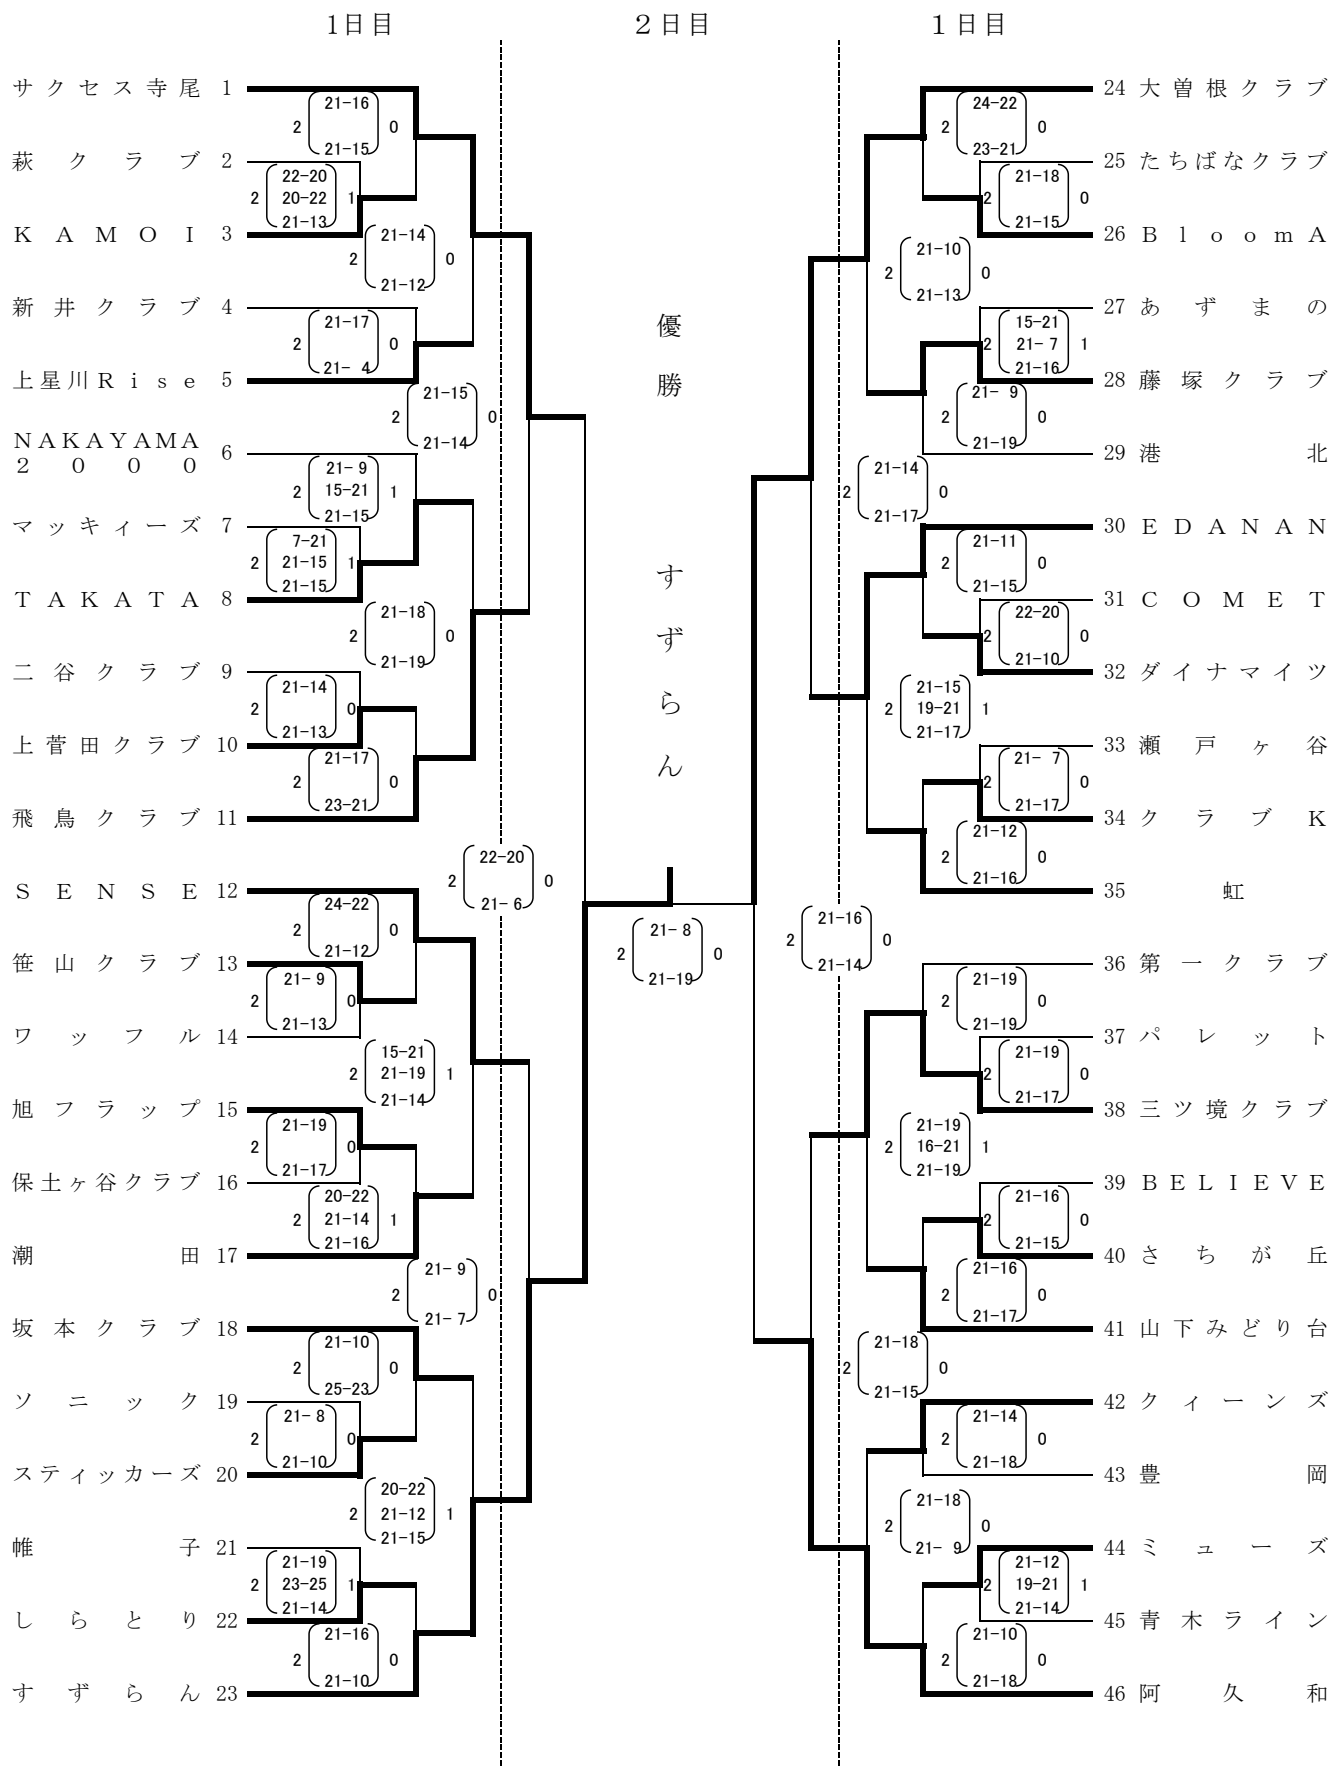 1日目
２日目
１日目
サクセス寺尾 1
21-16
2 0
21-15
萩クラブ 2
22-20
2 20-22 1
21-13
ＫＡＭＯＩ 3
21-14
2 0
21-12
新井クラブ 4
21-17
2 0
21- 4
上星川Ｒｉｓｅ 5
21-15
2 0
21-14
ＮＡＫＡＹＡＭＡ
２０００ 6
21- 9
2 15-21 1
21-15
マッキィーズ 7
7-21
2 21-15 1
21-15
ＴＡＫＡＴＡ 8
21-18
2 0
21-19
二谷クラブ 9
21-14
2 0
21-13
上菅田クラブ 10
21-17
2 0
23-21
飛鳥クラブ 11
22-20
2 0
21- 6
ＳＥＮＳＥ 12
24-22
2 0
21-12
笹山クラブ 13
21- 9
2 0
21-13
ワッフル 14
15-21
2 21-19 1
21-14
旭フラップ 15
21-19
2 0
21-17
保土ヶ谷クラブ 16
20-22
2 21-14 1
21-16
潮田 17
21- 9
2 0
21- 7
坂本クラブ 18
21-10
2 0
25-23
ソニック 19
21- 8
2 0
21-10
スティッカーズ 20
20-22
2 21-12 1
21-15
帷子 21
21-19
2 23-25 1
21-14
しらとり 22
21-16
2 0
21-10
すずらん 23
優勝
すずらん
21- 8
2 0
21-19
24 大曽根クラブ
24-22
2 0
23-21
25 たちばなクラブ
21-18
2 0
21-15
26 ＢｌｏｏｍＡ
21-10
2 0
21-13
27 あずまの
15-21
2 21- 7 1
21-16
28 藤塚クラブ
21- 9
2 0
21-19
29 港北
21-14
2 0
21-17
30 ＥＤＡＮＡＮ
21-11
2 0
21-15
31 ＣＯＭＥＴ
22-20
2 0
21-10
32 ダイナマイツ
21-15
2 19-21 1
21-17
33 瀬戸ヶ谷
21- 7
2 0
21-17
34 クラブＫ
21-12
2 0
21-16
35 虹
21-16
2 0
21-14
36 第一クラブ
21-19
2 0
21-19
37 パレット
21-19
2 0
21-17
38 三ツ境クラブ
21-19
2 16-21 1
21-19
39 ＢＥＬＩＥＶＥ
21-16
2 0
21-15
40 さちが丘
21-16
2 0
21-17
41 山下みどり台
21-18
2 0
21-15
42 クィーンズ
21-14
2 0
21-18
43 豊岡
21-18
2 0
21- 9
44 ミューズ
21-12
2 19-21 1
21-14
45 青木ライン
21-10
2 0
21-18
46 阿久和